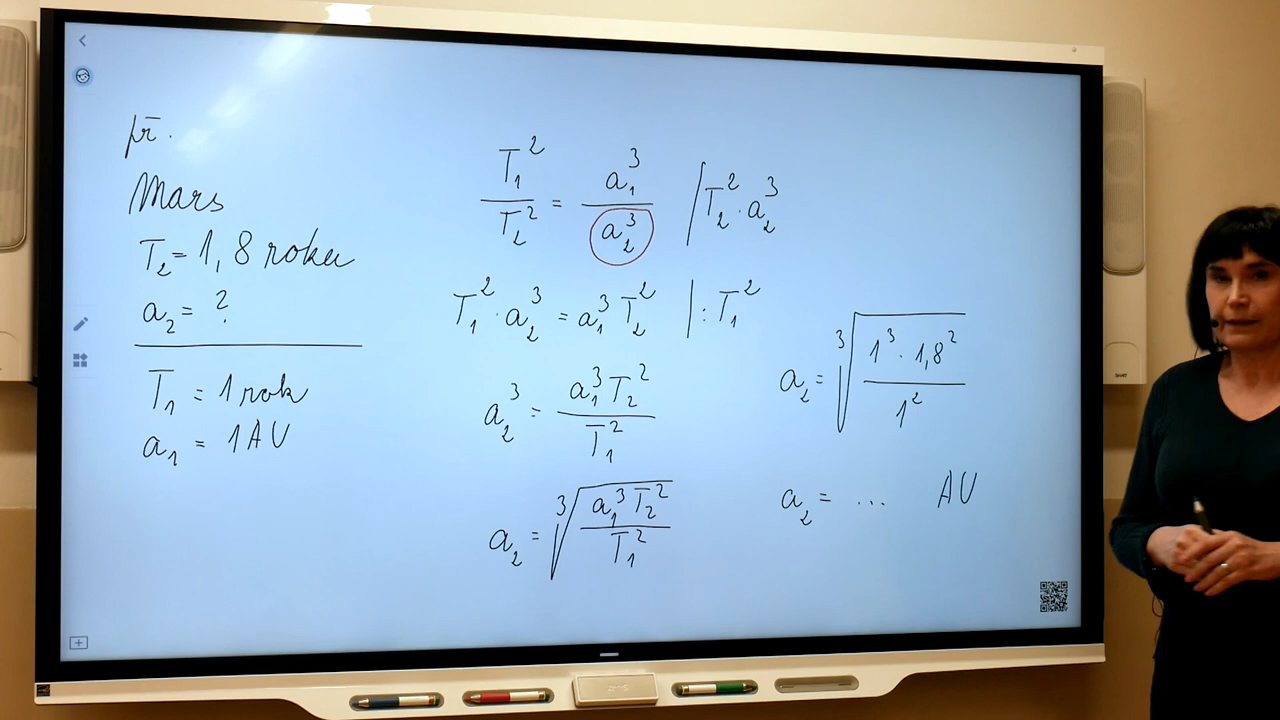 př.
Mars
T₂ = 1,8 roku
a₂ = ?
T₁ = 1 rok
a₁ = 1 AU
T₁²/T₂² = a₁³/a₂³ | T₂² · a₂³
T₁² · a₂³ = a₁³ T₂² | : T₁²
a₂³ = a₁³ T₂²/T₁²
a₂ = ∛(a₁³ T₂²/T₁²)
a₂ = ∛(1³ · 1,8²/1²)
a₂ = ... AU